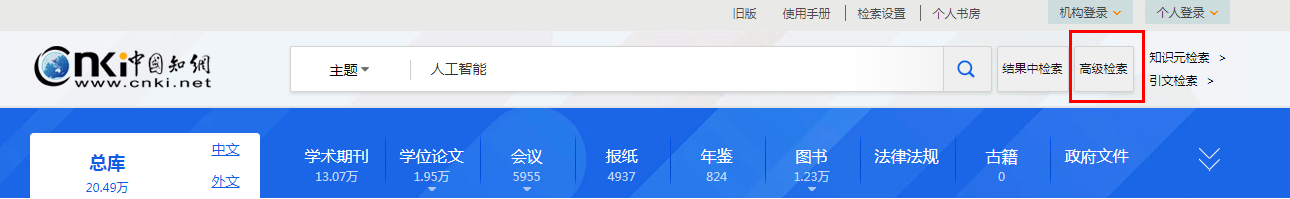 旧版 使用手册 检索设置 个人书房 机构登录 个人登录
cnki中国知網
www.cnki.net
主题 人工智能 结果中检索 高级检索
知识元检索 >
引文检索 >
总库
20.49万
中文
外文
学术期刊 学位论文 会议 报纸 年鉴 图书 法律法规 古籍 政府文件
13.07万 1.95万 5955 4937 824 1.23万 0